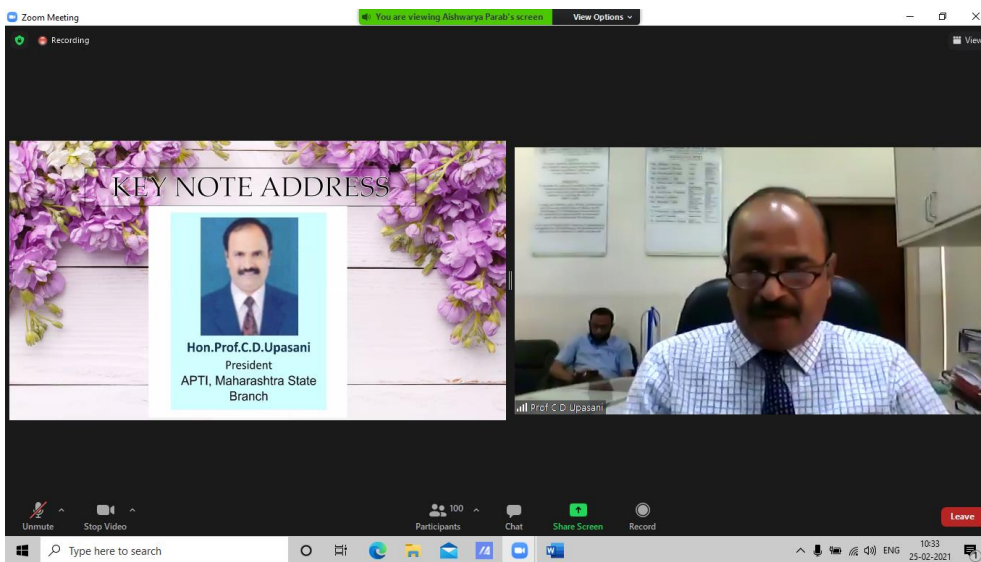 Zoom Meeting
You are viewing Aishwarya Parab's screen
View Options
Recording
View
KEY NOTE ADDRESS
Hon.Prof.C.D.Upasani
President
APTI, Maharashtra State
Branch
Prof C D Upasani
Unmute
Stop Video
100
Participants
Chat
Share Screen
Record
Leave
Type here to search
ENG
10:33
25-02-2021
1